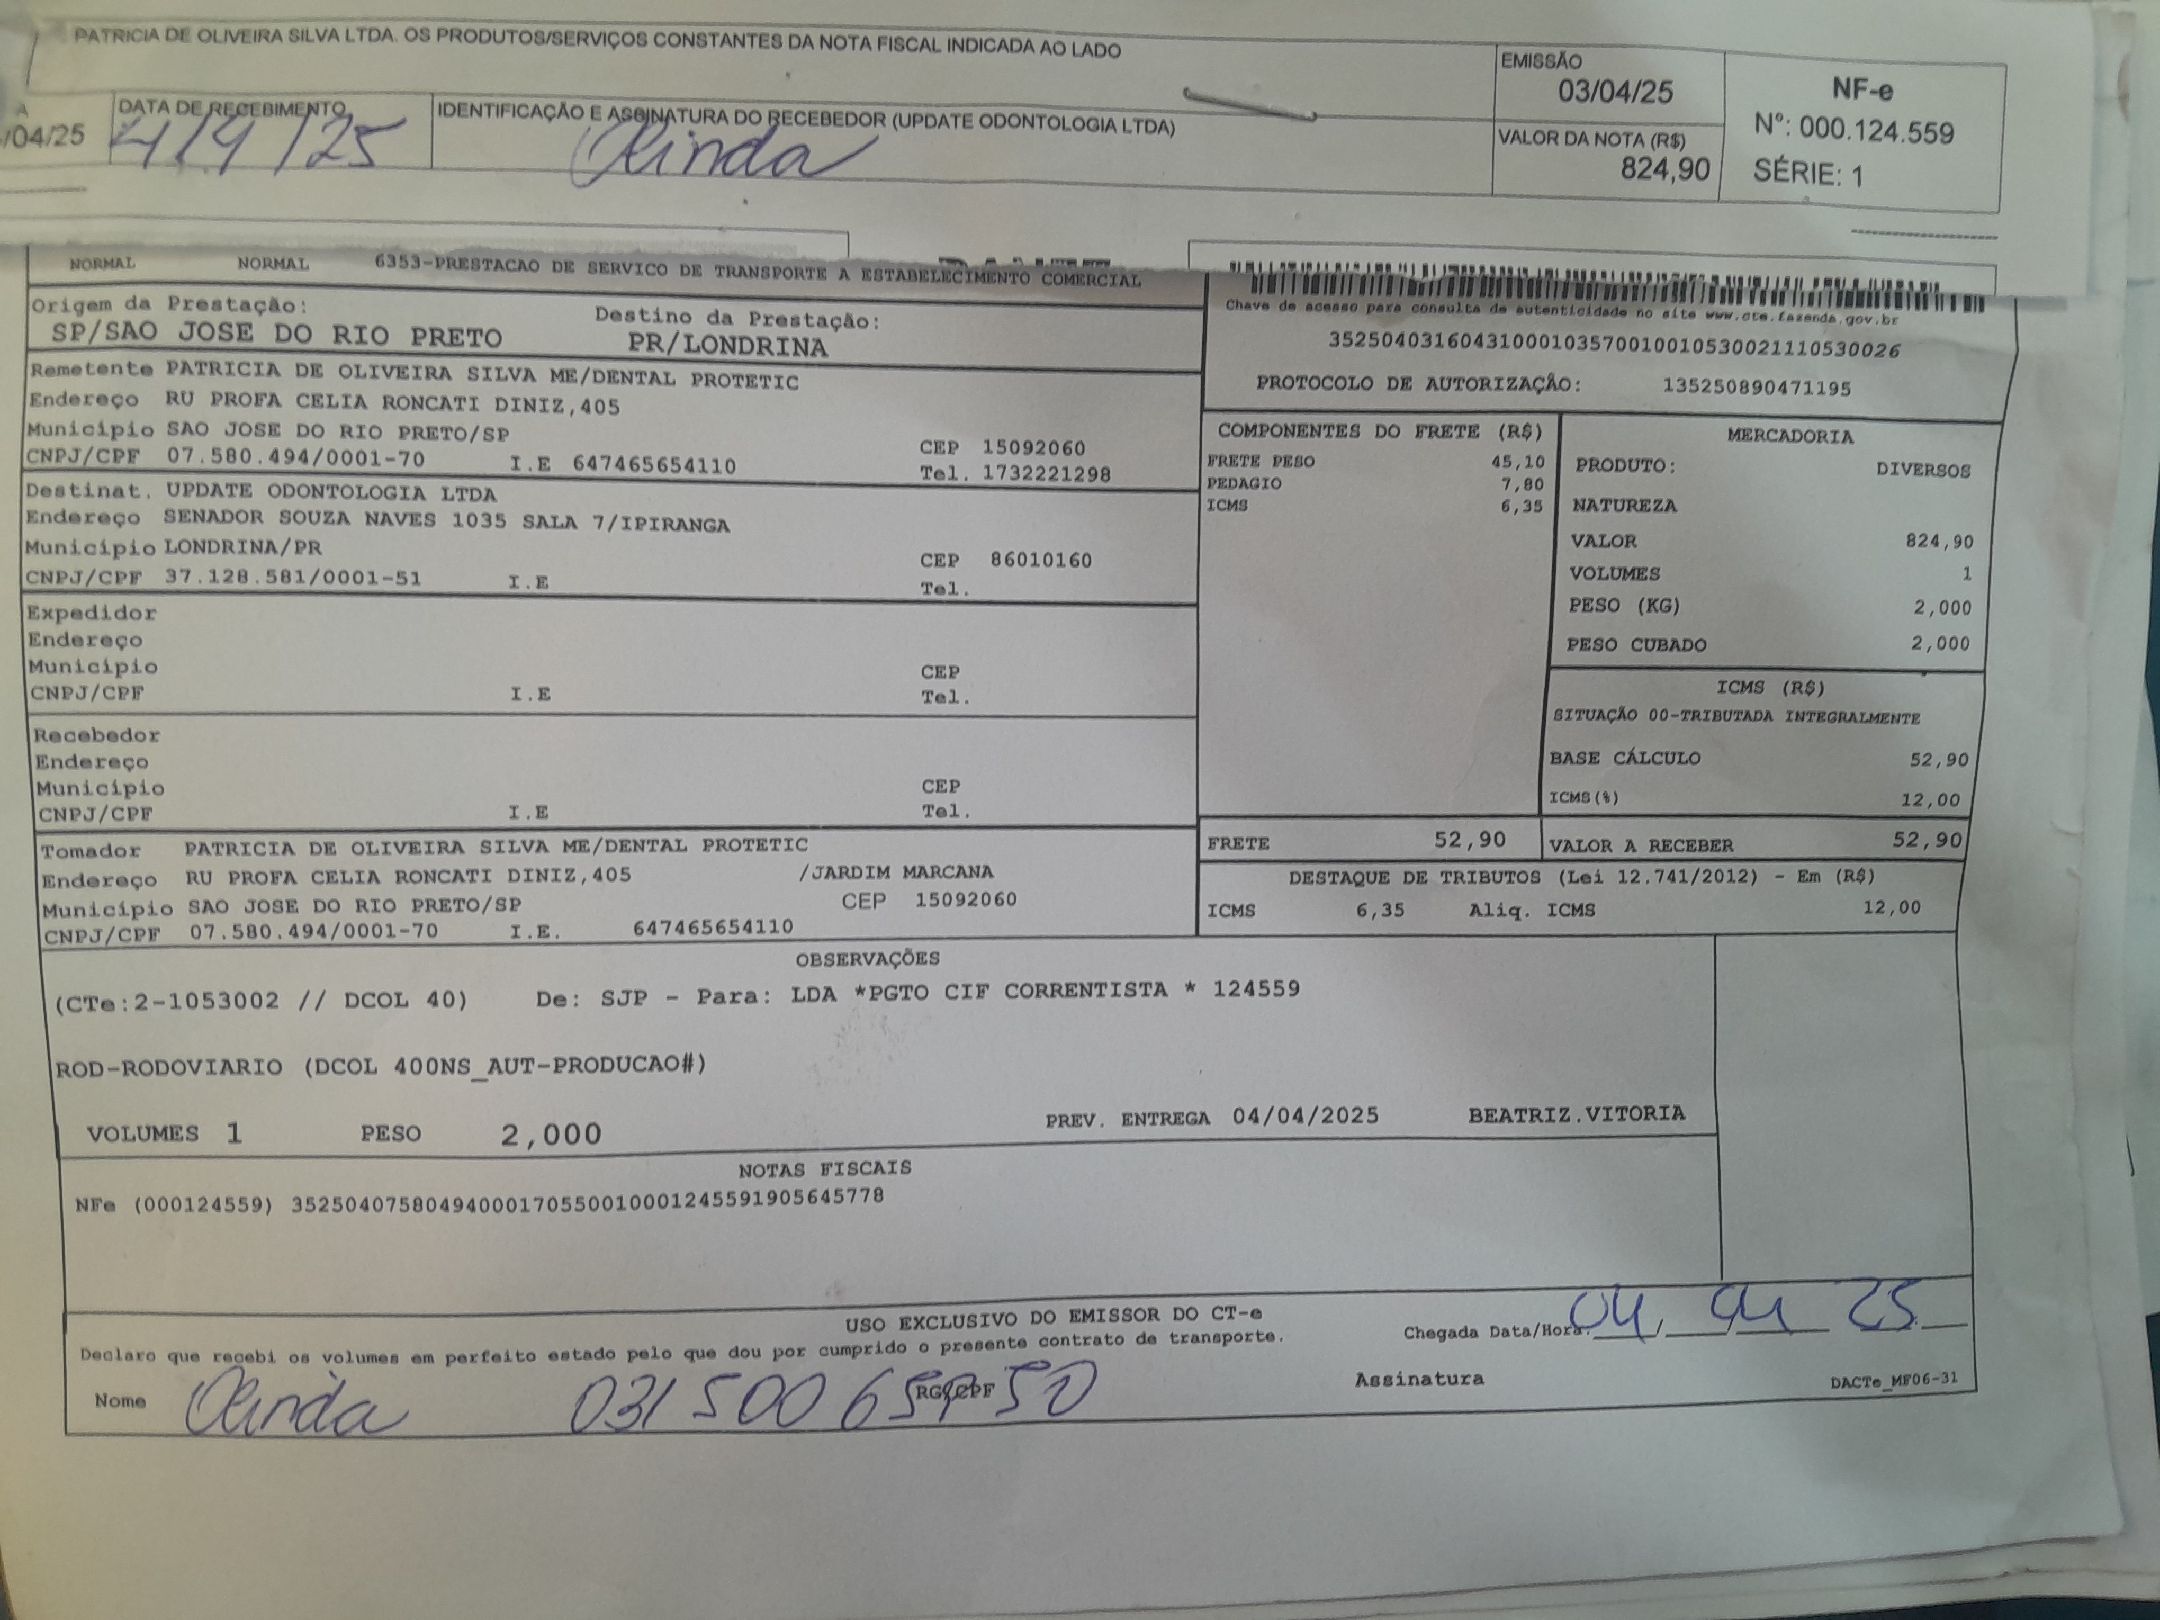 PATRICIA DE OLIVEIRA SILVA LTDA. OS PRODUTOS/SERVIÇOS CONSTANTES DA NOTA FISCAL INDICADA AO LADO
EMISSÃO
03/04/25
NF-e
Nº: 000.124.559
SÉRIE: 1
/04/25
DATA DE RECEBIMENTO
4/4/25
IDENTIFICAÇÃO E ASSINATURA DO RECEBEDOR (UPDATE ODONTOLOGIA LTDA)
Olinda
VALOR DA NOTA (R$)
824,90
NORMAL NORMAL 6353-PRESTACAO DE SERVICO DE TRANSPORTE A ESTABELECIMENTO COMERCIAL
Origem da Prestação: Destino da Prestação:
SP/SAO JOSE DO RIO PRETO PR/LONDRINA
Chave de acesso para consulta de autenticidade no site www.cte.fazenda.gov.br
35250403160431000103570010010530021110530026
PROTOCOLO DE AUTORIZAÇÃO: 135250890471195
Remetente PATRICIA DE OLIVEIRA SILVA ME/DENTAL PROTETIC
Endereço RU PROFA CELIA RONCATI DINIZ,405
Município SAO JOSE DO RIO PRETO/SP CEP 15092060
CNPJ/CPF 07.580.494/0001-70 I.E 647465654110 Tel. 1732221298
Destinat. UPDATE ODONTOLOGIA LTDA
Endereço SENADOR SOUZA NAVES 1035 SALA 7/IPIRANGA
Município LONDRINA/PR CEP 86010160
CNPJ/CPF 37.128.581/0001-51 I.E Tel.
Expedidor
Endereço
Município CEP
CNPJ/CPF I.E Tel.
Recebedor
Endereço
Município CEP
CNPJ/CPF I.E Tel.
Tomador PATRICIA DE OLIVEIRA SILVA ME/DENTAL PROTETIC
Endereço RU PROFA CELIA RONCATI DINIZ,405 /JARDIM MARCANA
Município SAO JOSE DO RIO PRETO/SP CEP 15092060
CNPJ/CPF 07.580.494/0001-70 I.E. 647465654110
COMPONENTES DO FRETE (R$)
FRETE PESO 45,10
PEDAGIO 7,80
ICMS 6,35
MERCADORIA
PRODUTO: DIVERSOS
NATUREZA
VALOR 824,90
VOLUMES 1
PESO (KG) 2,000
PESO CUBADO 2,000
ICMS (R$)
SITUAÇÃO 00-TRIBUTADA INTEGRALMENTE
BASE CÁLCULO 52,90
ICMS(%) 12,00
FRETE 52,90 VALOR A RECEBER 52,90
DESTAQUE DE TRIBUTOS (Lei 12.741/2012) - Em (R$)
ICMS 6,35 Aliq. ICMS 12,00
OBSERVAÇÕES
(CTe:2-1053002 // DCOL 40) De: SJP - Para: LDA *PGTO CIF CORRENTISTA * 124559
ROD-RODOVIARIO (DCOL 400NS_AUT-PRODUCAO#)
VOLUMES 1 PESO 2,000 PREV. ENTREGA 04/04/2025 BEATRIZ.VITORIA
NOTAS FISCAIS
NFe (000124559) 35250407580494000170550010001245591905645778
USO EXCLUSIVO DO EMISSOR DO CT-e
Declaro que recebi os volumes em perfeito estado pelo que dou por cumprido o presente contrato de transporte.
Chegada Data/Hora: 04 / 04 25
Nome Olinda RG/CPF Assinatura
DACTe_MF06-31